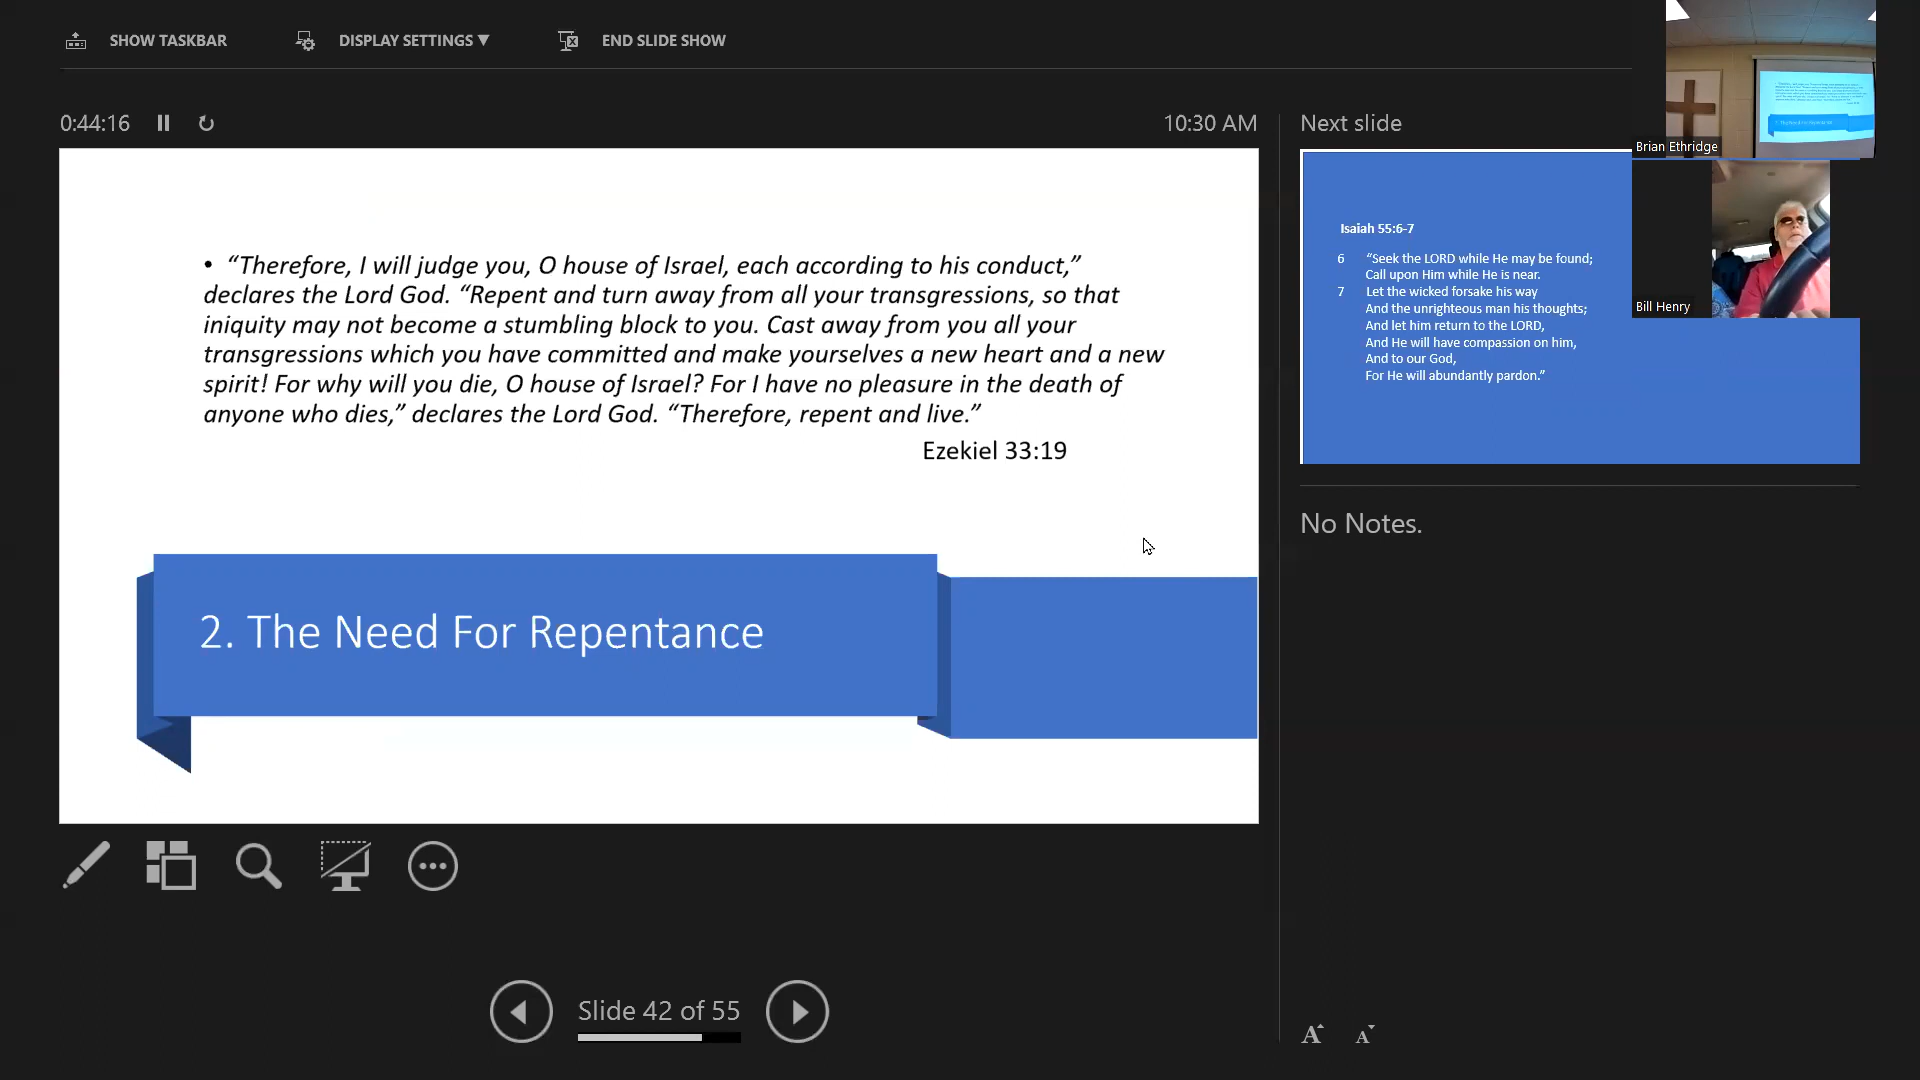 SHOW TASKBAR
DISPLAY SETTINGS ▼
END SLIDE SHOW
0:44:16
10:30 AM
• “Therefore, I will judge you, O house of Israel, each according to his conduct,”
declares the Lord God. “Repent and turn away from all your transgressions, so that
iniquity may not become a stumbling block to you. Cast away from you all your
transgressions which you have committed and make yourselves a new heart and a new
spirit! For why will you die, O house of Israel? For I have no pleasure in the death of
anyone who dies,” declares the Lord God. “Therefore, repent and live.”
Ezekiel 33:19
2. The Need For Repentance
Slide 42 of 55
Next slide
Isaiah 55:6-7
6 “Seek the LORD while He may be found;
Call upon Him while He is near.
7 Let the wicked forsake his way
And the unrighteous man his thoughts;
And let him return to the LORD,
And He will have compassion on him,
And to our God,
For He will abundantly pardon.”
No Notes.
A A
Brian Ethridge
Bill Henry